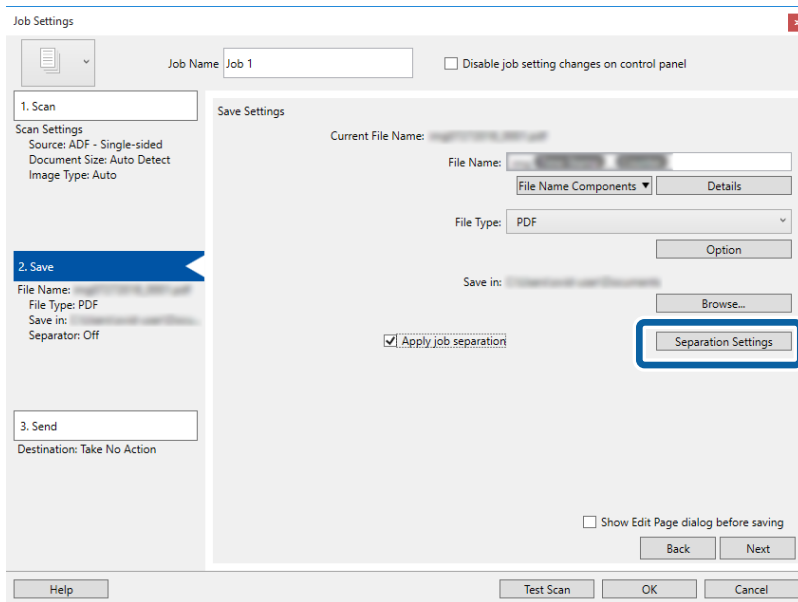 Job Settings
Job Name Job 1
Disable job setting changes on control panel
1. Scan
Scan Settings
Source: ADF - Single-sided
Document Size: Auto Detect
Image Type: Auto
2. Save
File Name:
File Type: PDF
Save in:
Separator: Off
3. Send
Destination: Take No Action
Save Settings
Current File Name:
File Name:
File Name Components
Details
File Type: PDF
Option
Save in:
Browse...
Apply job separation
Separation Settings
Show Edit Page dialog before saving
Back
Next
Help
Test Scan
OK
Cancel